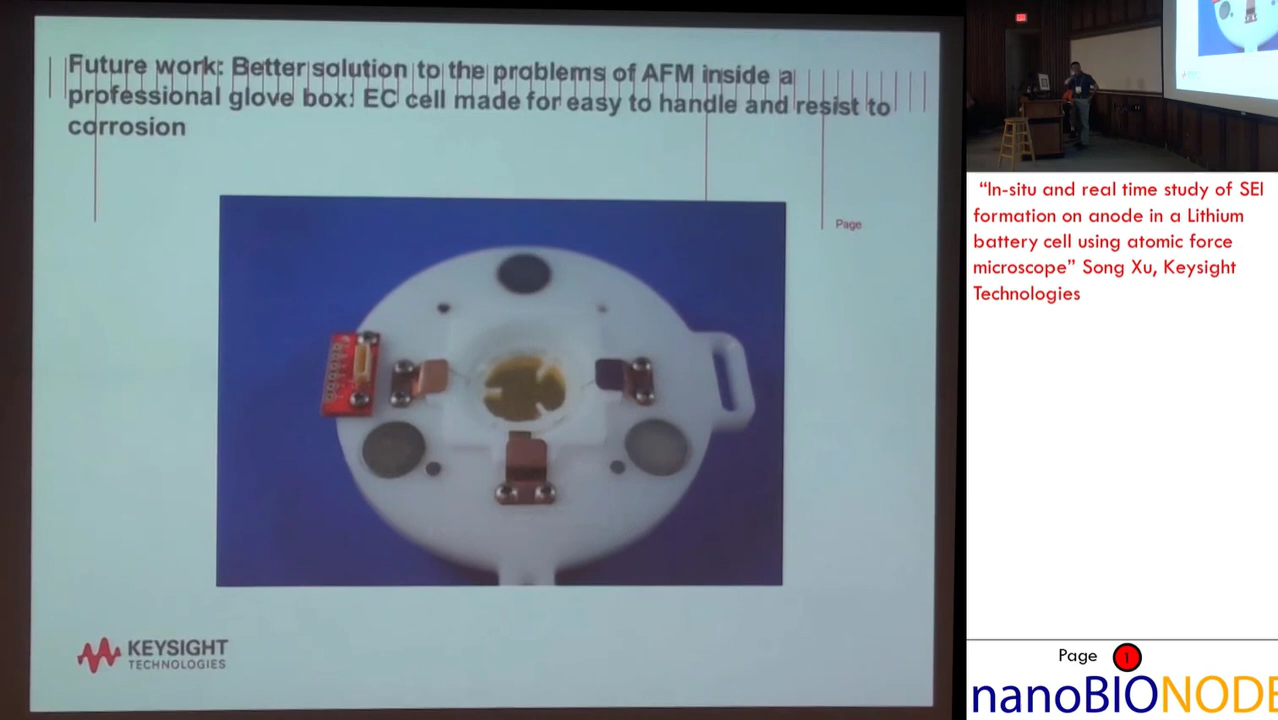 Future work: Better solution to the problems of AFM inside a
professional glove box: EC cell made for easy to handle and resist to
corrosion
Page
KEYSIGHT
TECHNOLOGIES
“In-situ and real time study of SEI
formation on anode in a Lithium
battery cell using atomic force
microscope” Song Xu, Keysight
Technologies
Page 1
nanoBIONODE